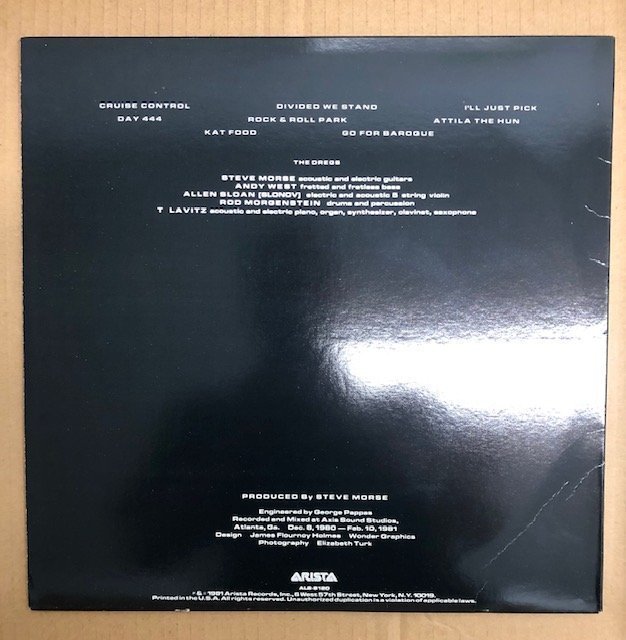 CRUISE CONTROL DIVIDED WE STAND I'LL JUST PICK
DAY 444 ROCK & ROLL PARK ATTILA THE HUN
KAT FOOD GO FOR BAROQUE
THE DREGS
STEVE MORSE acoustic and electric guitars
ANDY WEST fretted and fretless bass
ALLEN SLOAN [SLONOV] electric and acoustic 5 string violin
ROD MORGENSTEIN drums and percussion
T LAVITZ acoustic and electric piano, organ, synthesizer, clavinet, saxophone
PRODUCED By STEVE MORSE
Engineered by George Pappas
Recorded and Mixed at Axis Sound Studios,
Atlanta, Ga. Dec. 8, 1980 — Feb. 10, 1981
Design James Flournoy Holmes Wonder Graphics
Photography Elizabeth Turk
ARISTA
& 1981 Arista Records, Inc., 6 West 57th Street, New York, N.Y. 10019.
Printed in the U.S.A. All rights reserved. Unauthorized duplication is a violation of applicable laws.